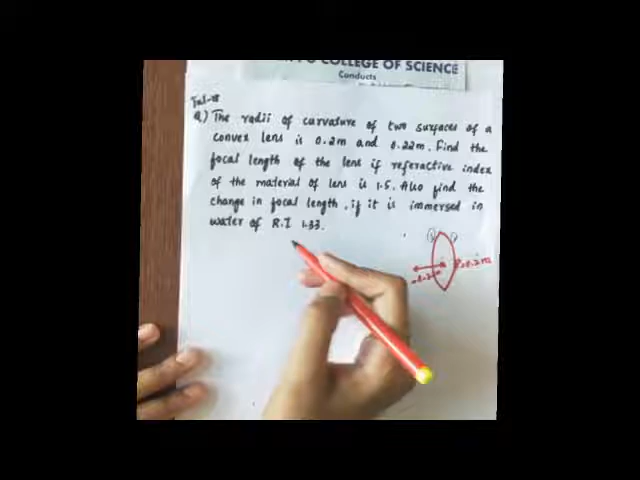 COLLEGE OF SCIENCE
Conducts
Q) The radii of curvature of two surfaces of a
convex lens is 0.2m and 0.22m. Find the
focal length of the lens if referactive index
of the material of lens is 1.5. Also find the
change in focal length, if it is immersed in
water of R.I 1.33.